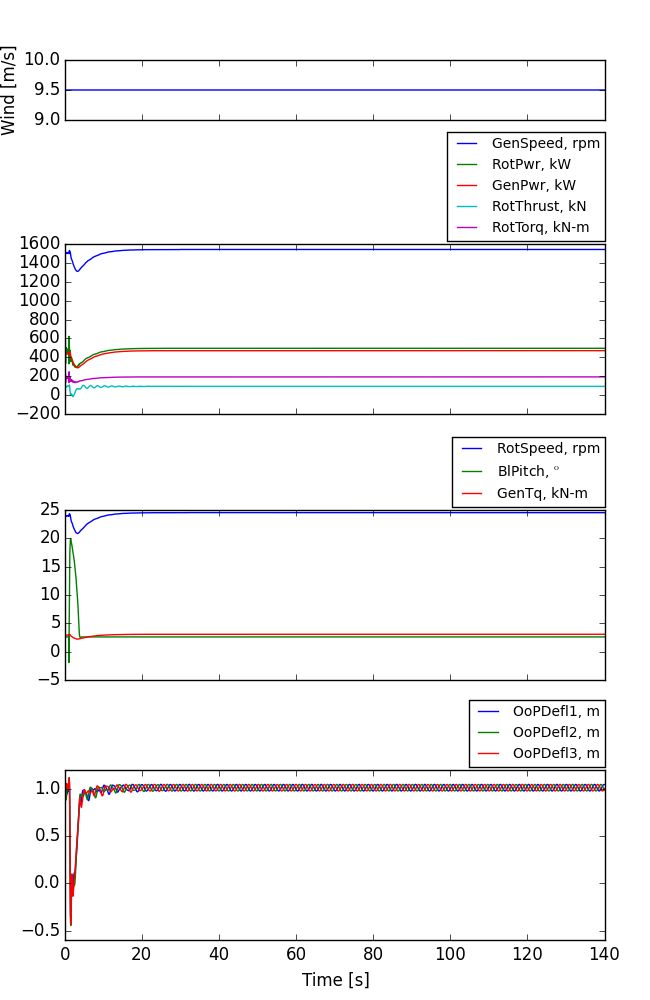 Wind [m/s]
10.0
9.5
9.0
GenSpeed, rpm
RotPwr, kW
GenPwr, kW
RotThrust, kN
RotTorq, kN-m
1600
1400
1200
1000
800
600
400
200
0
−200
RotSpeed, rpm
BlPitch, °
GenTq, kN-m
25
20
15
10
5
0
−5
OoPDefl1, m
OoPDefl2, m
OoPDefl3, m
1.0
0.5
0.0
−0.5
0 20 40 60 80 100 120 140
Time [s]